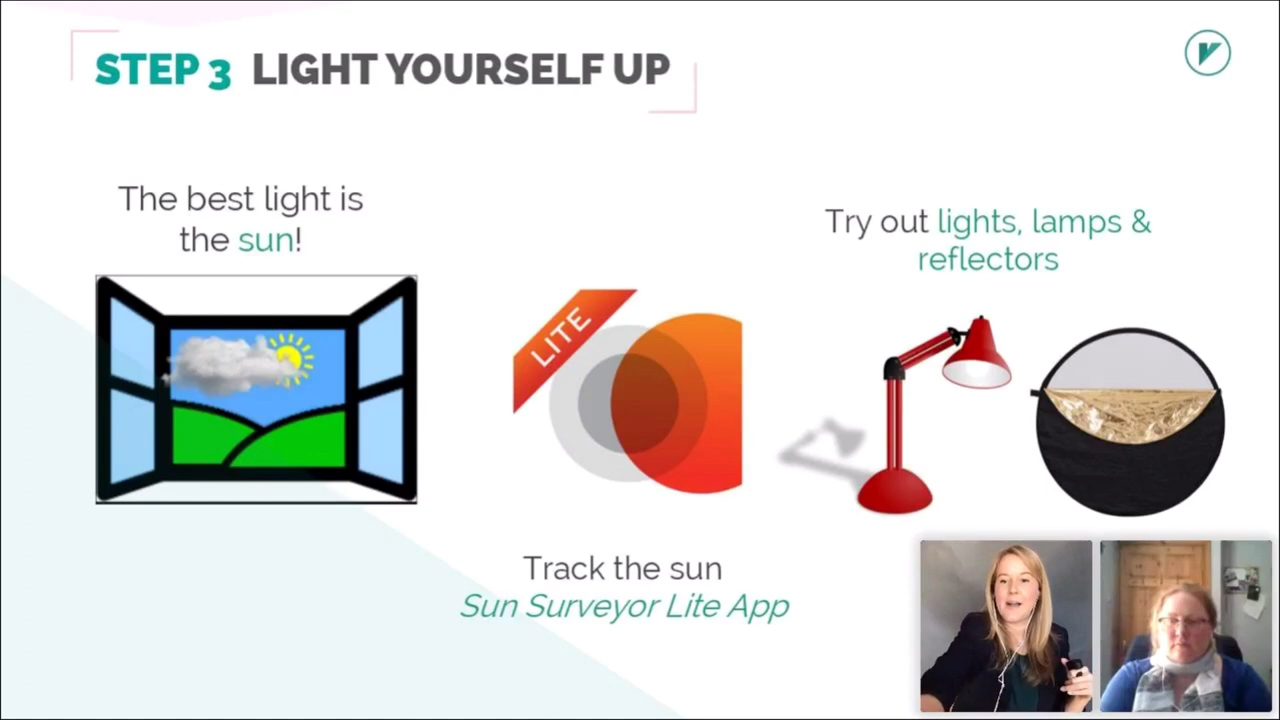 STEP 3 LIGHT YOURSELF UP
The best light is
the sun!
LITE
Track the sun
Sun Surveyor Lite App
Try out lights, lamps &
reflectors